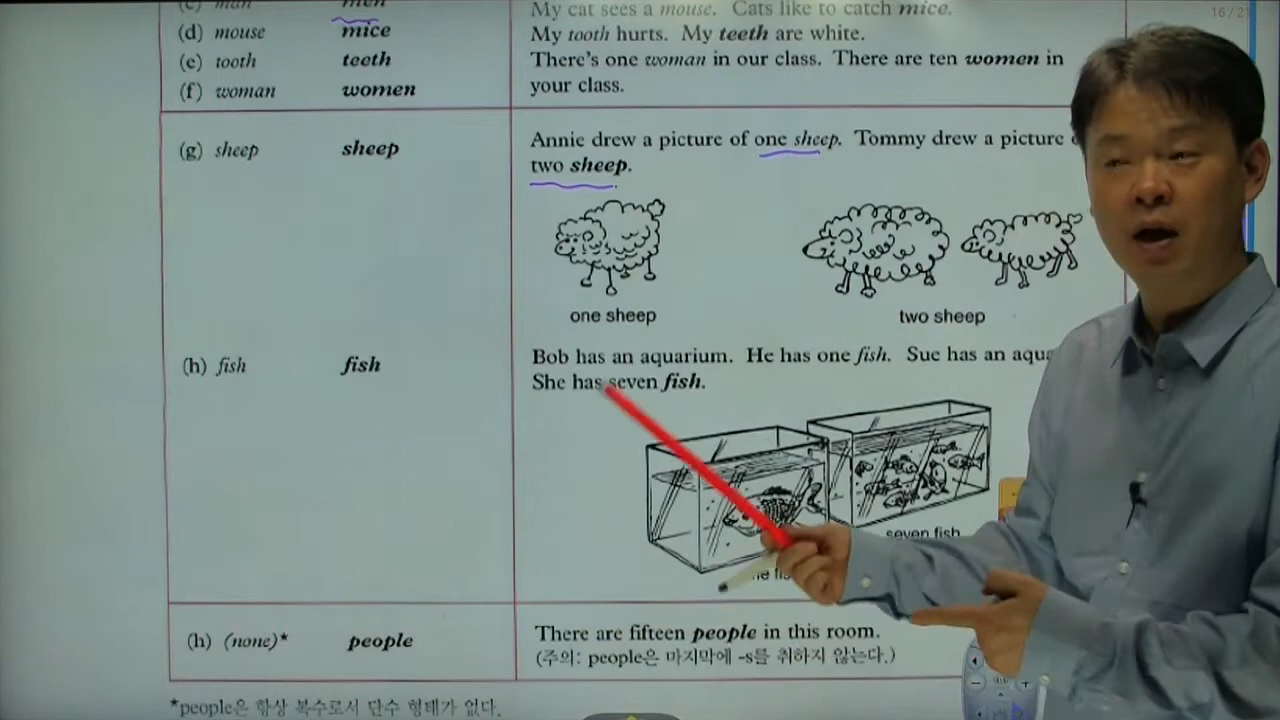 (c) man men My cat sees a mouse. Cats like to catch mice.
(d) mouse mice My tooth hurts. My teeth are white.
(e) tooth teeth There's one woman in our class. There are ten women in
(f) woman women your class.
(g) sheep sheep Annie drew a picture of one sheep. Tommy drew a picture
two sheep.
one sheep two sheep
(h) fish fish Bob has an aquarium. He has one fish. Sue has an
She has seven fish.
seven fish
(h) (none)* people There are fifteen people in this room.
(주의: people은 마지막에 -s를 취하지 않는다.)
*people은 항상 복수로서 단수 형태가 없다.